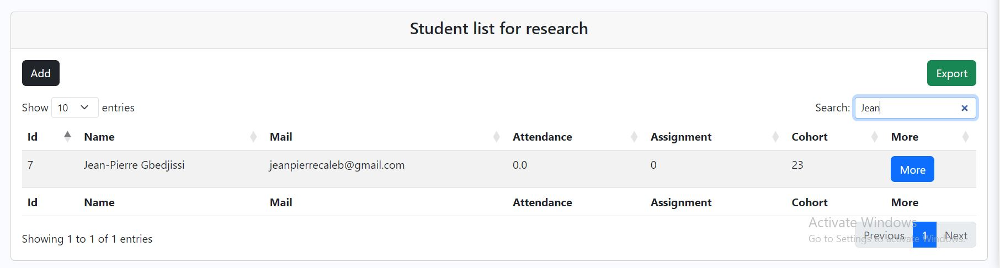 Student list for research
Add
Export
Show 10 entries
Search: Jean
Id Name Mail Attendance Assignment Cohort More
7 Jean-Pierre Gbedjissi jeanpierrecaleb@gmail.com 0.0 0 23 More
Id Name Mail Attendance Assignment Cohort More
Activate Windows
Go to Settings to activate Windows.
Showing 1 to 1 of 1 entries
Previous 1 Next